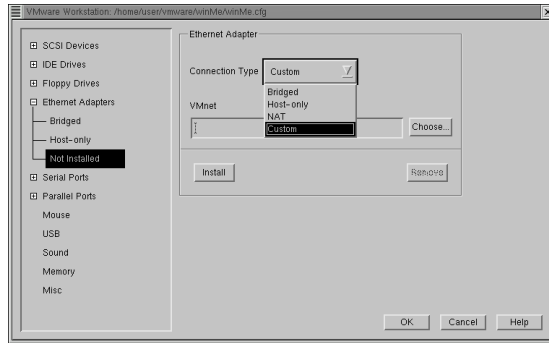 VMware Workstation: /home/user/vmware/winMe/winMe.cfg
SCSI Devices
IDE Drives
Floppy Drives
Ethernet Adapters
Bridged
Host-only
Not Installed
Serial Ports
Parallel Ports
Mouse
USB
Sound
Memory
Misc
Ethernet Adapter
Connection Type Custom
Bridged
Host-only
NAT
Custom
VMnet
Choose...
Install Remove
OK Cancel Help